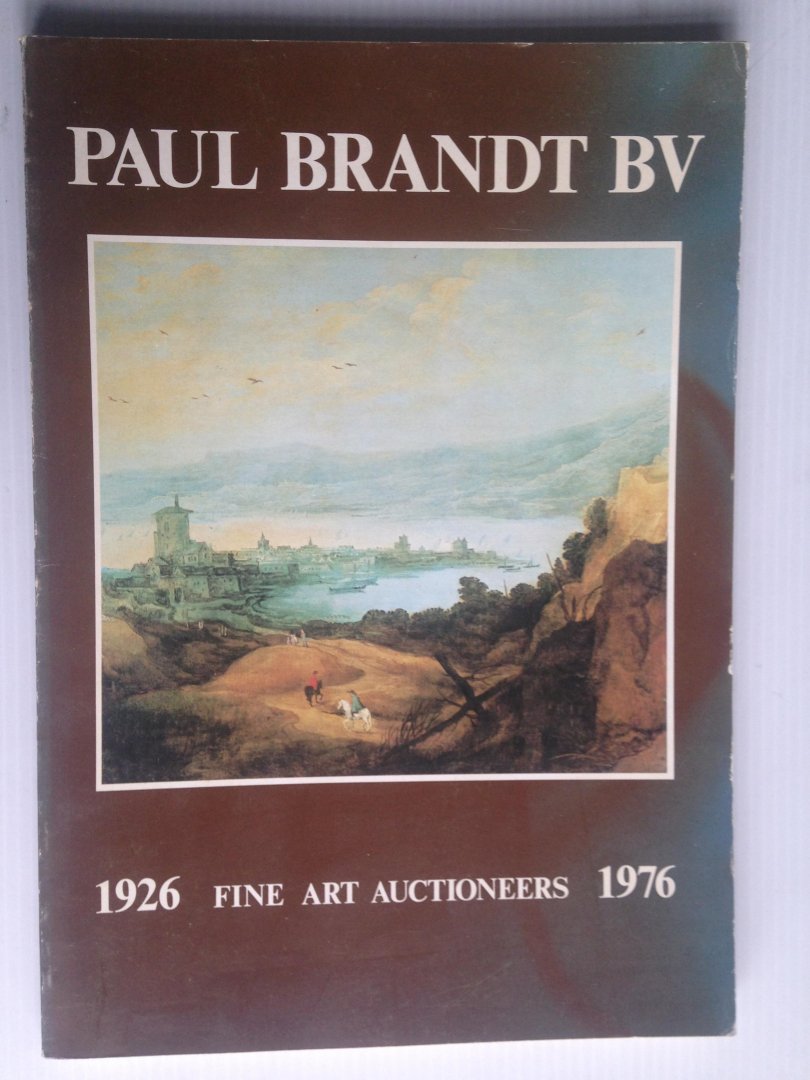 PAUL BRANDT BV
1926 FINE ART AUCTIONEERS 1976